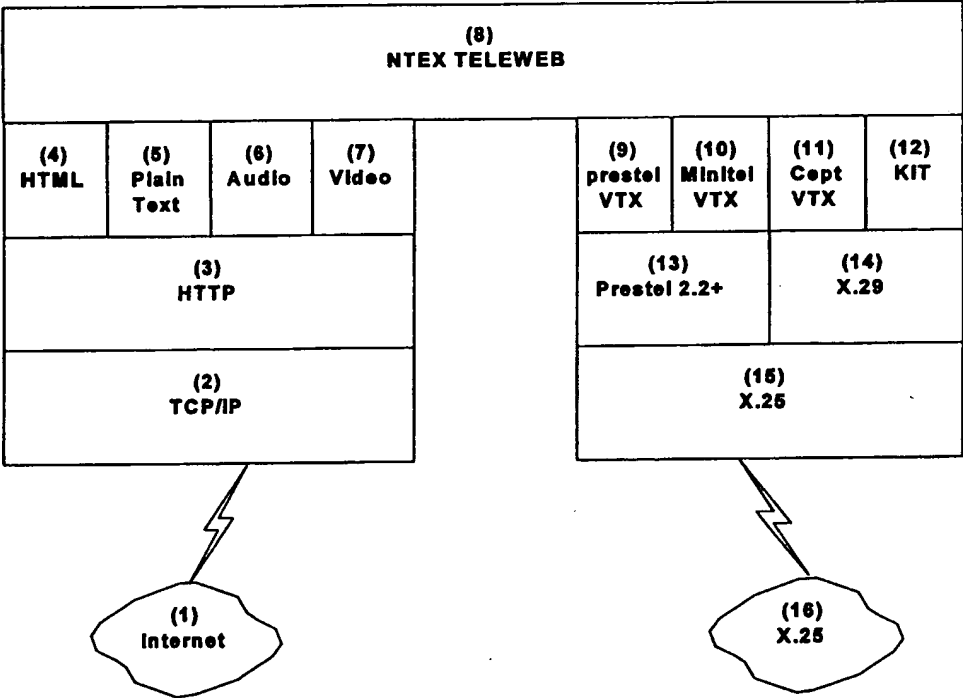 (8)
NTEX TELEWEB
(4)
HTML
(5)
Plain
Text
(6)
Audio
(7)
Video
(9)
prestel
VTX
(10)
Minitel
VTX
(11)
Cept
VTX
(12)
KIT
(3)
HTTP
(13)
Prestel 2.2+
(14)
X.29
(2)
TCP/IP
(15)
X.25
(1)
Internet
(16)
X.25